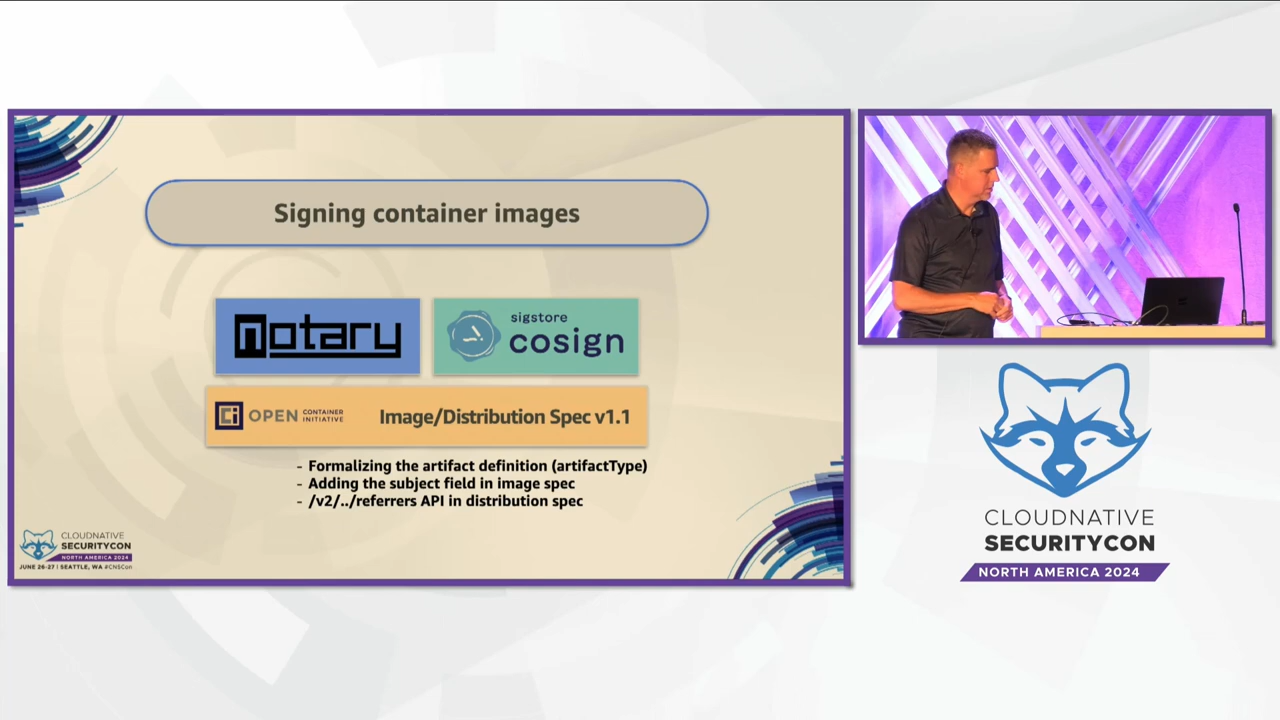 Signing container images
notary
sigstore
cosign
OPEN CONTAINER INITIATIVE
Image/Distribution Spec v1.1
- Formalizing the artifact definition (artifactType)
- Adding the subject field in image spec
- /v2/../referrers API in distribution spec
CLOUDNATIVE
SECURITYCON
NORTH AMERICA 2024
JUNE 26-27 | SEATTLE, WA #CNSCon
CLOUDNATIVE
SECURITYCON
NORTH AMERICA 2024